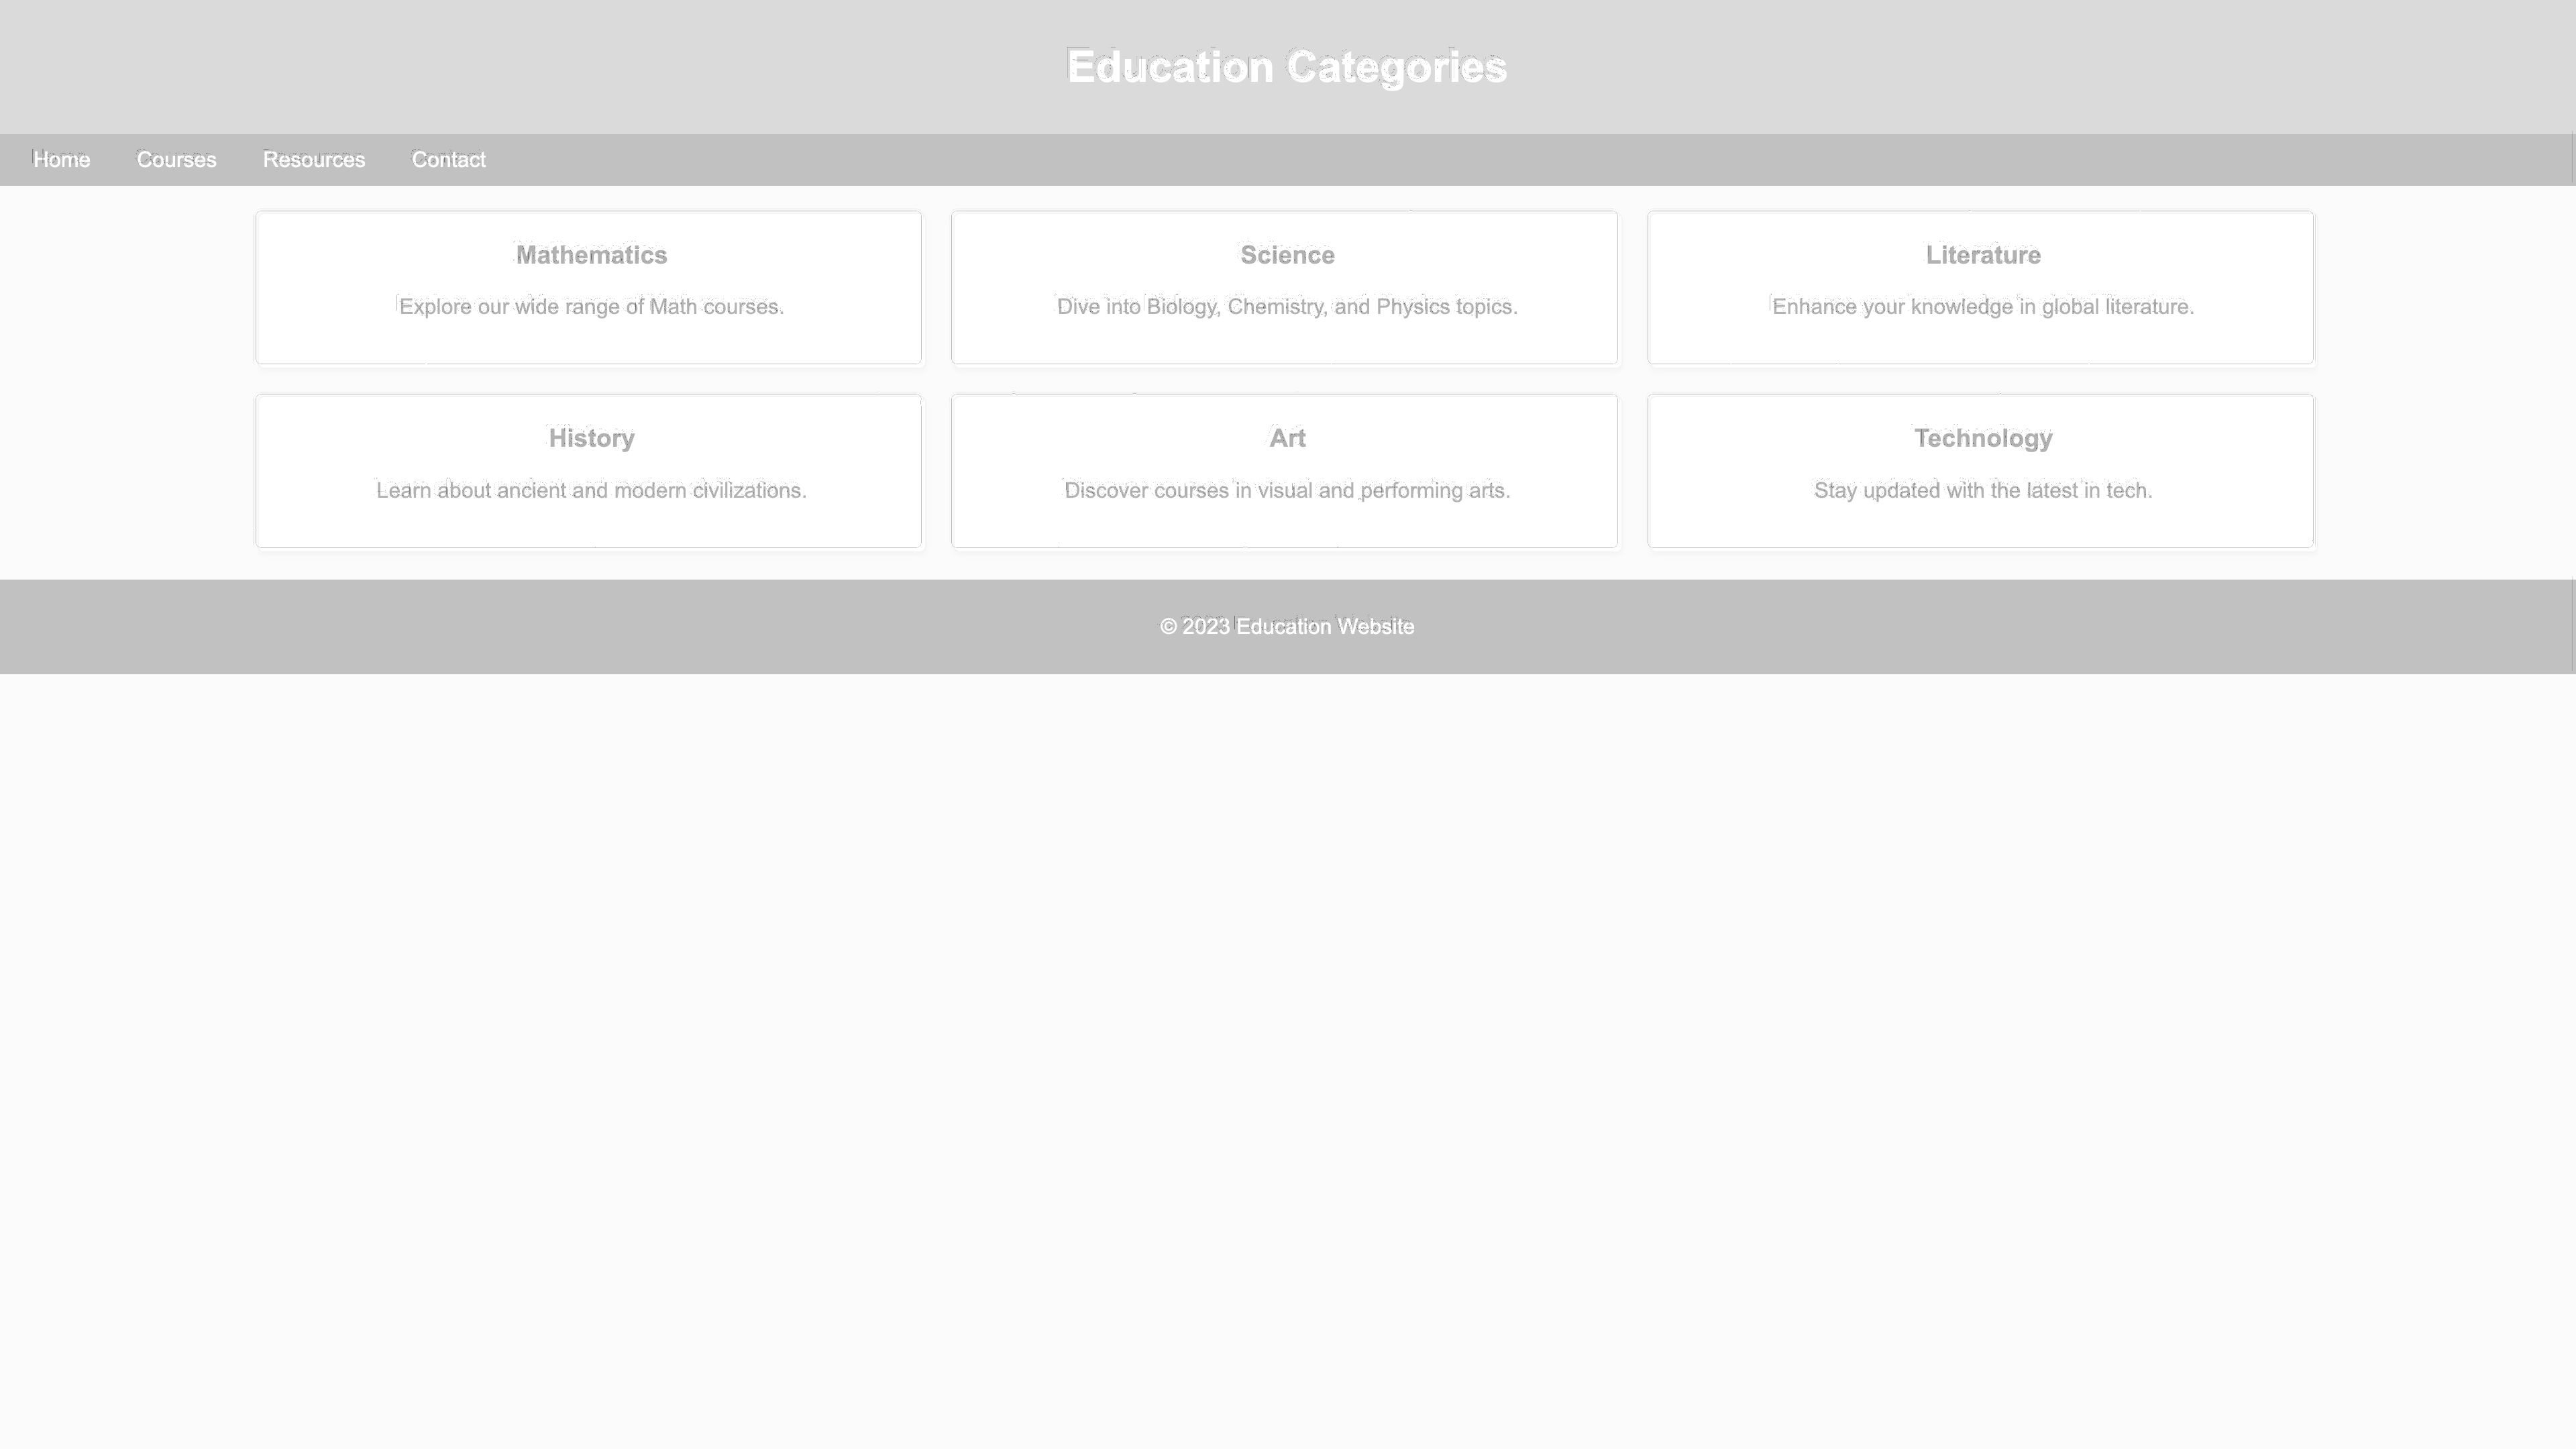 Education Categories
Home Courses Resources Contact
Mathematics
Explore our wide range of Math courses.
Science
Dive into Biology, Chemistry, and Physics topics.
Literature
Enhance your knowledge in global literature.
History
Learn about ancient and modern civilizations.
Art
Discover courses in visual and performing arts.
Technology
Stay updated with the latest in tech.
© 2023 Education Website